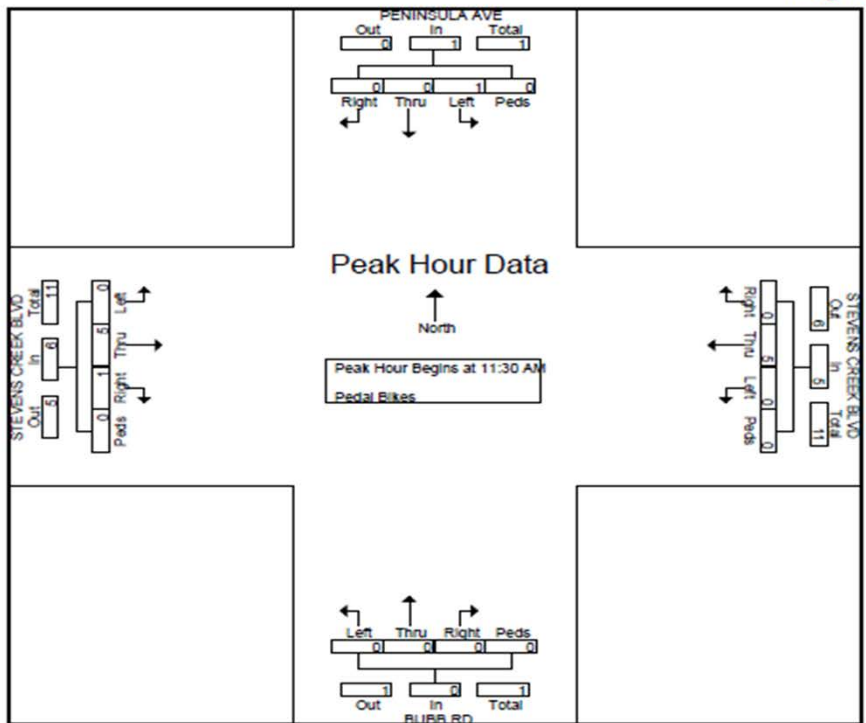 PENINSULA AVE
Out In Total
0 1 1
0 0 1 0
Right Thru Left Peds
Peak Hour Data
North
Peak Hour Begins at 11:30 AM
Pedal Bikes
STEVENS CREEK BLVD
Total In Out
11 6 5
0 5 1 0
Left Thru Right Peds
STEVENS CREEK BLVD
Out In Total
6 5 11
0 5 0 0
Right Thru Left Peds
Left Thru Right Peds
0 0 0 0
1 0 1
Out In Total
BUBB RD